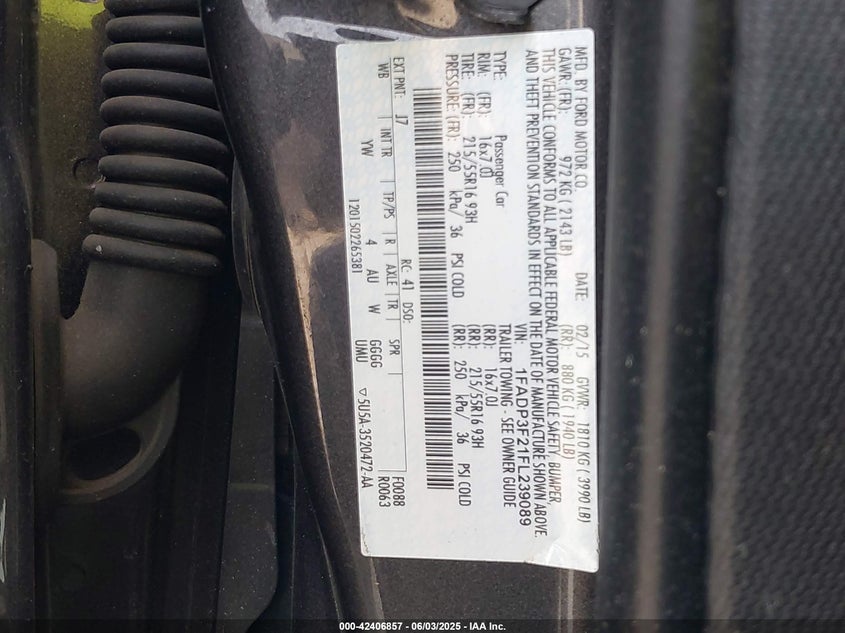 MFD. BY FORD MOTOR CO.
DATE: 02/15 GVWR: 1810 KG ( 3990 LB)
GAWR: (FR): 972 KG ( 2143 LB) (RR): 880 KG ( 1940 LB)
THIS VEHICLE CONFORMS TO ALL APPLICABLE FEDERAL MOTOR VEHICLE SAFETY, BUMPER,
AND THEFT PREVENTION STANDARDS IN EFFECT ON THE DATE OF MANUFACTURE SHOWN ABOVE.
VIN: 1FADP3F21FL239089
TYPE: Passenger Car TRAILER TOWING - SEE OWNER GUIDE
RIM: (FR): 16x7.0J (RR): 16x7.0J
TIRE: (FR): 215/55R16 93H (RR): 215/55R16 93H
PRESSURE: (FR): 250 kPa/ 36 PSI COLD (RR): 250 kPa/ 36 PSI COLD
EXT PNT: J7 RC: 41 DSO: F0088
WB | INT TR | TP/PS | R | AXLE | TR | SPR R0063
YW 4 AU W GGGG
UMU
1201502265381 ▽5U5A-3520472-AA
000-42406857 - 06/03/2025 - IAA Inc.